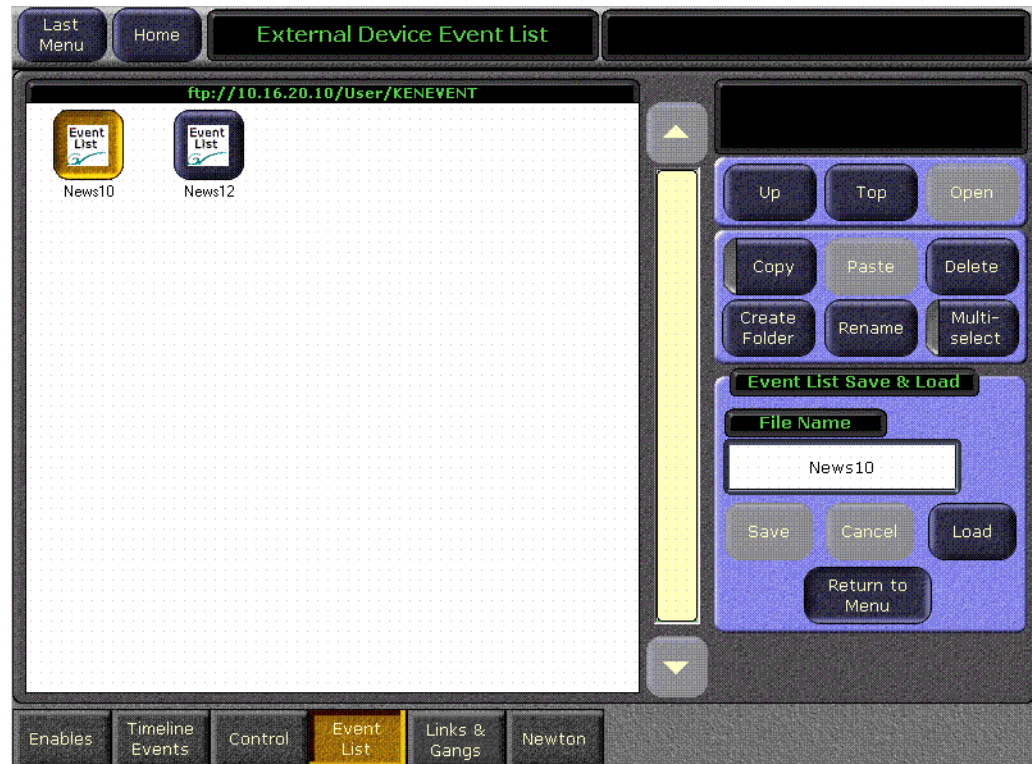 Last
Menu
Home
External Device Event List
ftp://10.16.20.10/User/KENEVENT
Event
List
News10
Event
List
News12
Up
Top
Open
Copy
Paste
Delete
Create
Folder
Rename
Multi-
select
Event List Save & Load
File Name
News10
Save
Cancel
Load
Return to
Menu
Enables
Timeline
Events
Control
Event
List
Links &
Gangs
Newton